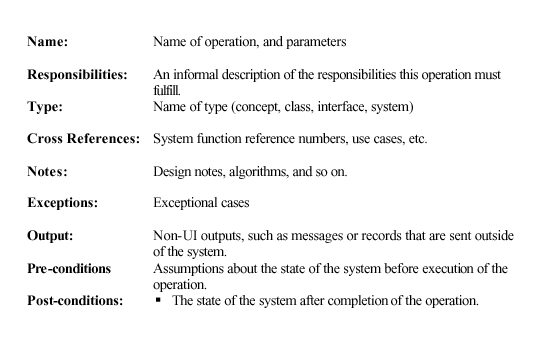 Name: Name of operation, and parameters
Responsibilities: An informal description of the responsibilities this operation must
fulfill.
Type: Name of type (concept, class, interface, system)
Cross References: System function reference numbers, use cases, etc.
Notes: Design notes, algorithms, and so on.
Exceptions: Exceptional cases
Output: Non-UI outputs, such as messages or records that are sent outside
of the system.
Pre-conditions Assumptions about the state of the system before execution of the
operation.
Post-conditions: ▪ The state of the system after completion of the operation.